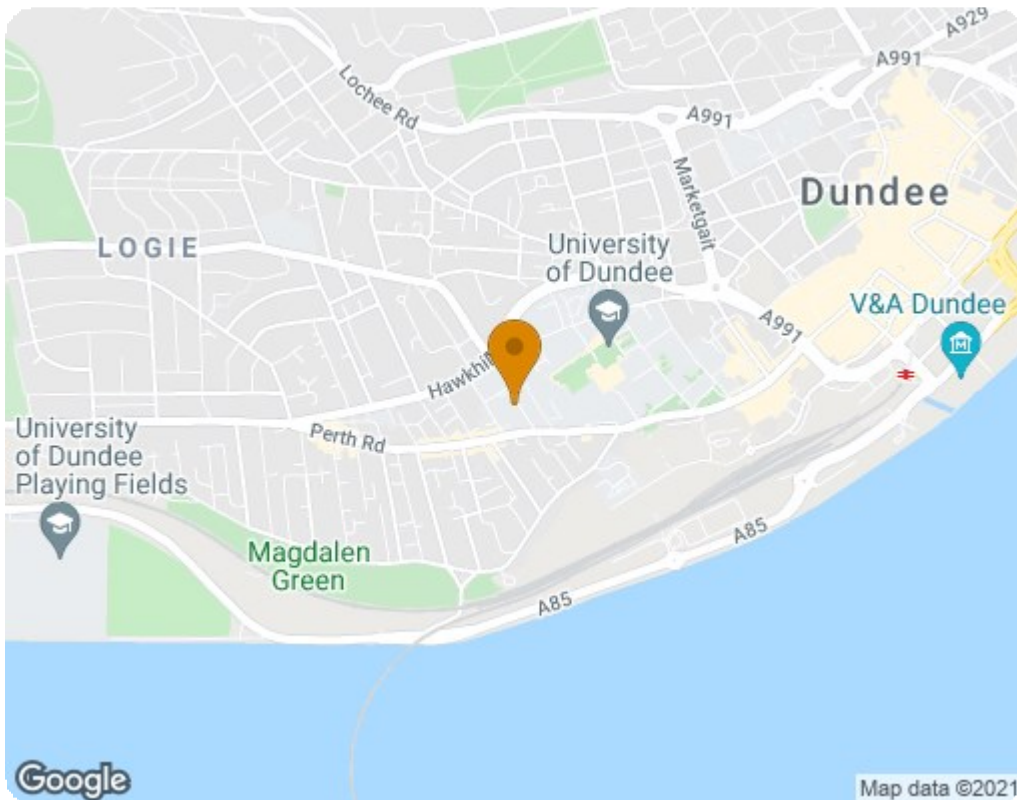 A929
A991
Lochee Rd
A991
Marketgait
Dundee
LOGIE
University
of Dundee
V&A Dundee
A991
Hawkhill
Perth Rd
University
of Dundee
Playing Fields
Magdalen
Green
A85
A85
Google
Map data ©2021